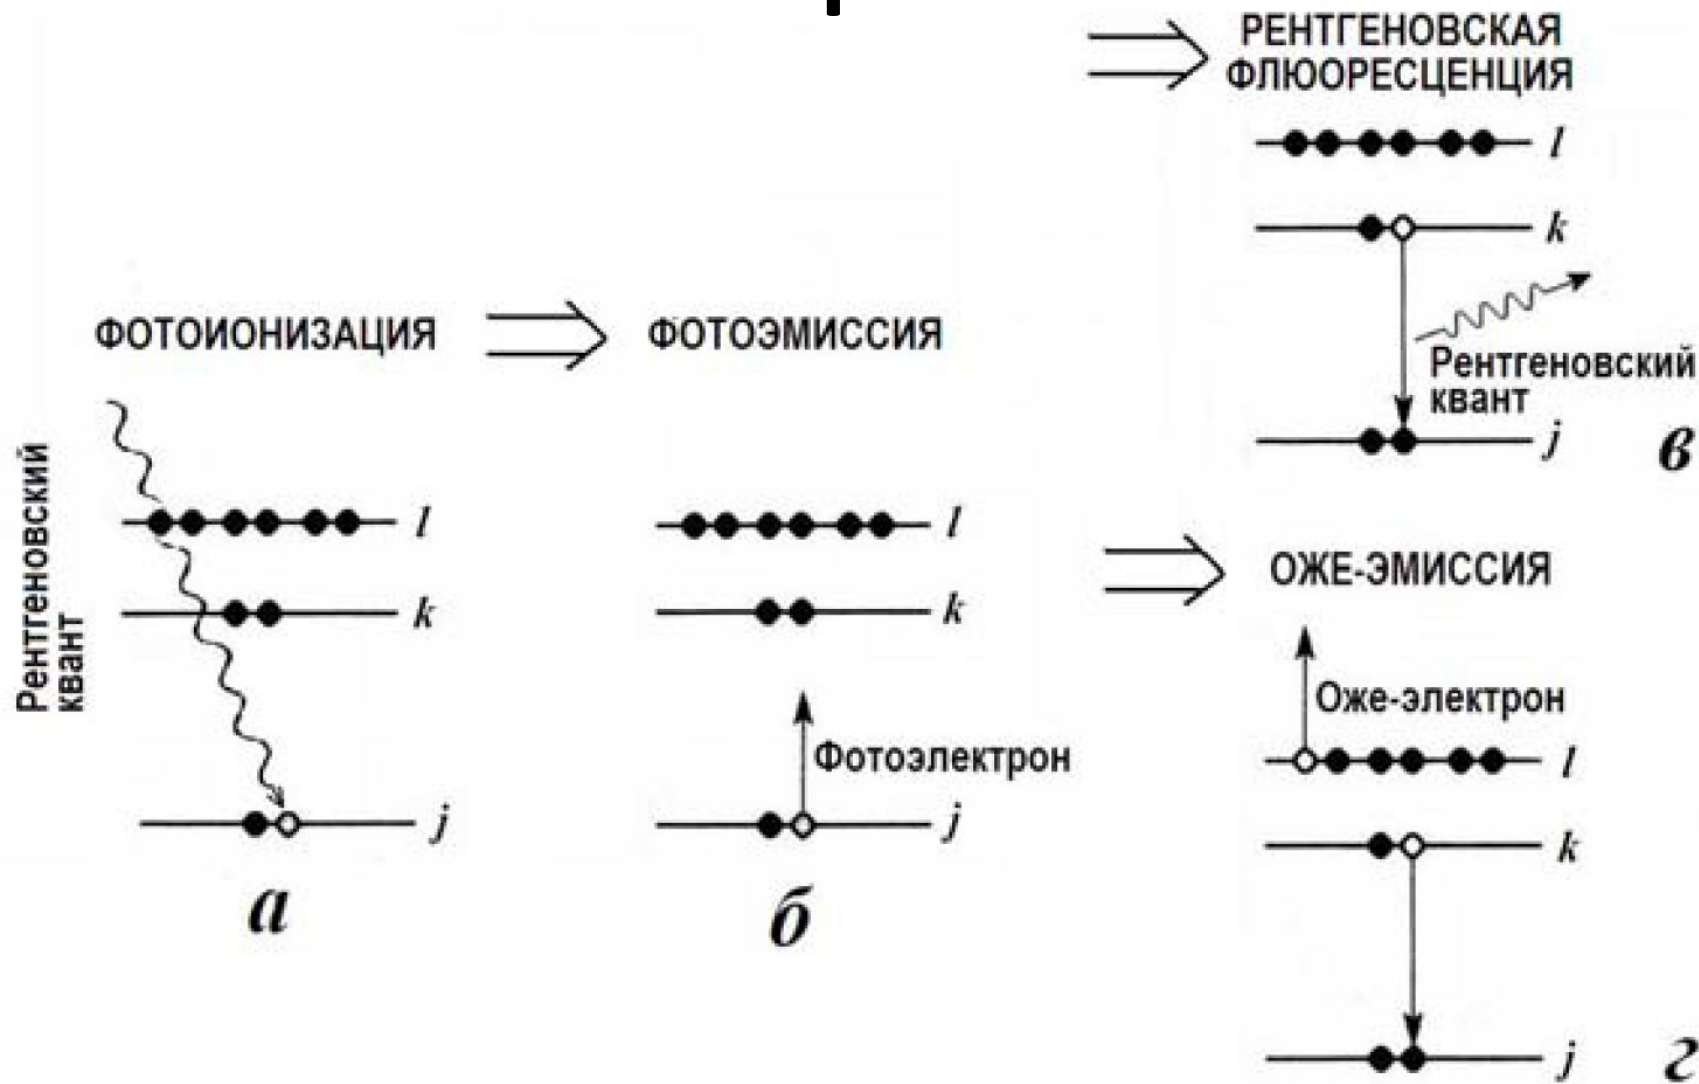 ФОТОИОНИЗАЦИЯ
Рентгеновский
квант
l
k
j
а
ФОТОЭМИССИЯ
l
k
Фотоэлектрон
j
б
РЕНТГЕНОВСКАЯ
ФЛЮОРЕСЦЕНЦИЯ
l
k
Рентгеновский
квант
j
в
ОЖЕ-ЭМИССИЯ
Оже-электрон
l
k
j
г